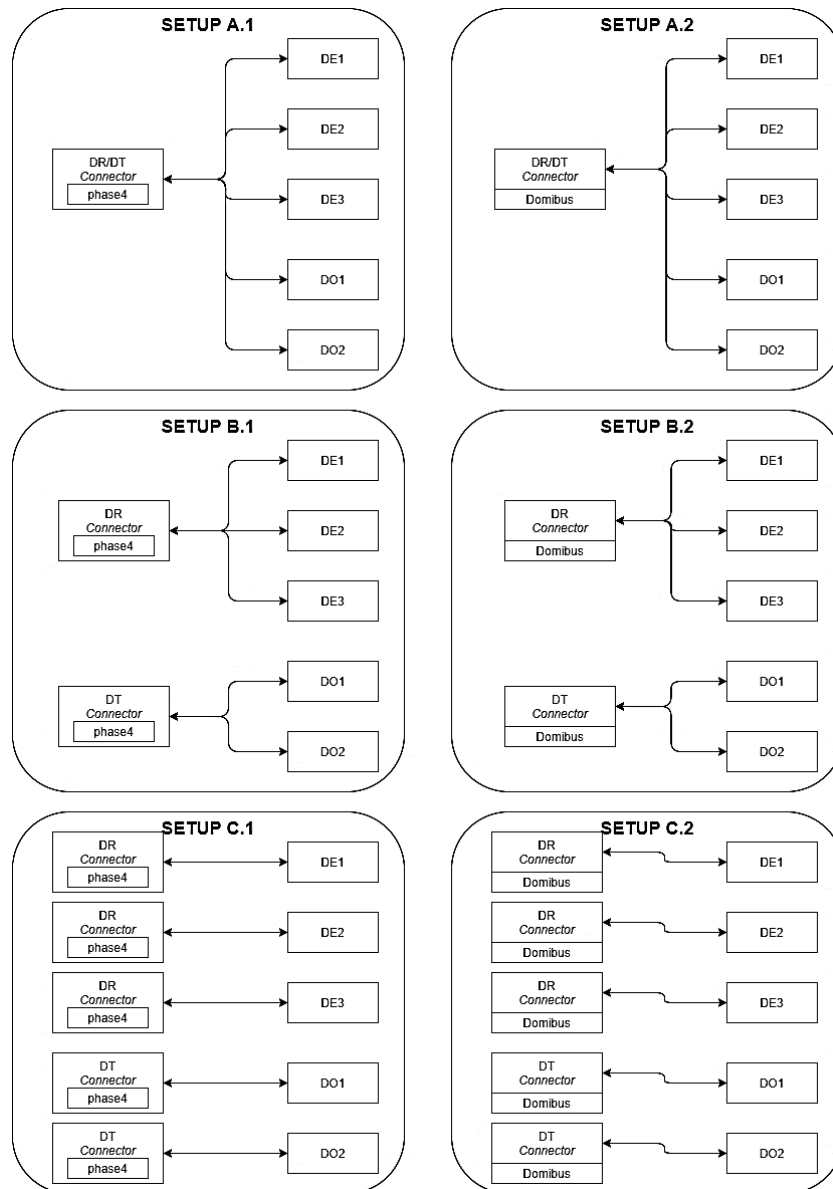 SETUP A.1
DE1
DE2
DR/DT
Connector
phase4
DE3
DO1
DO2
SETUP A.2
DE1
DE2
DR/DT
Connector
Domibus
DE3
DO1
DO2
SETUP B.1
DE1
DR
Connector
phase4
DE2
DE3
DT
Connector
phase4
DO1
DO2
SETUP B.2
DE1
DR
Connector
Domibus
DE2
DE3
DT
Connector
Domibus
DO1
DO2
SETUP C.1
DR
Connector
phase4
DE1
DR
Connector
phase4
DE2
DR
Connector
phase4
DE3
DT
Connector
phase4
DO1
DT
Connector
phase4
DO2
SETUP C.2
DR
Connector
Domibus
DE1
DR
Connector
Domibus
DE2
DR
Connector
Domibus
DE3
DT
Connector
Domibus
DO1
DT
Connector
Domibus
DO2